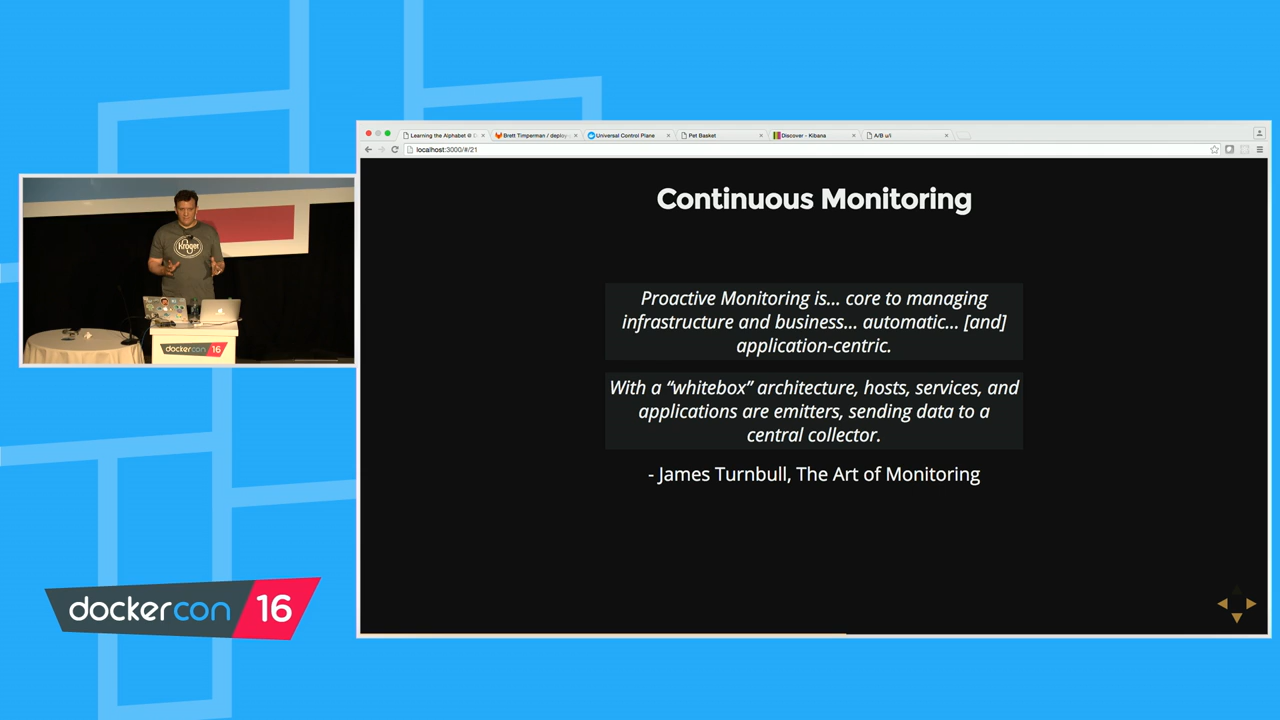 Learning the Alphabet @ D
Brett Timperman / deploy
Universal Control Plane
Pet Basket
Discover - Kibana
A/B u/i
localhost:3000/#/21
Continuous Monitoring
Proactive Monitoring is... core to managing
infrastructure and business... automatic... [and]
application-centric.
With a “whitebox” architecture, hosts, services, and
applications are emitters, sending data to a
central collector.
- James Turnbull, The Art of Monitoring
Kroger
dockercon 16
dockercon 16